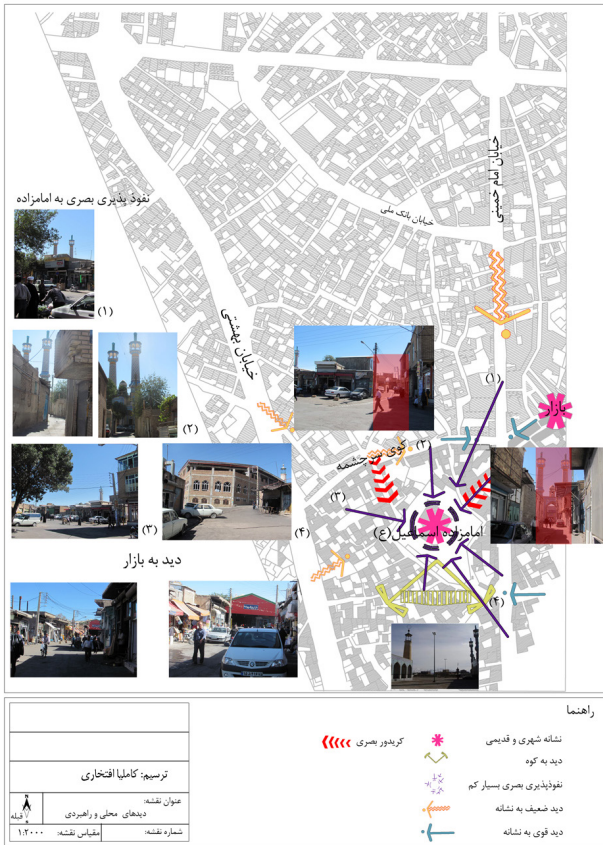 خیابان امام خمینی
خیابان بانک ملی
نفوذ پذیری بصری به امامزاده
(۱)
خیابان بهشتی
(۱)
بازار
(۲)
کوی سرچشمه
(۲)
(۳)
امامزاده اسماعیل(ع)
(۳)
(۴)
دید به بازار
(۴)
راهنما
نشانه شهری و قدیمی
کریدور بصری
دید به کوه
نفوذپذیری بصری بسیار کم
دید ضعیف به نشانه
دید قوی به نشانه
ترسیم: کاملیا افتخاری
عنوان نقشه:
دیدهای محلی و راهبردی
قبله
شماره نقشه:
مقیاس نقشه: ۱:۲۰۰۰